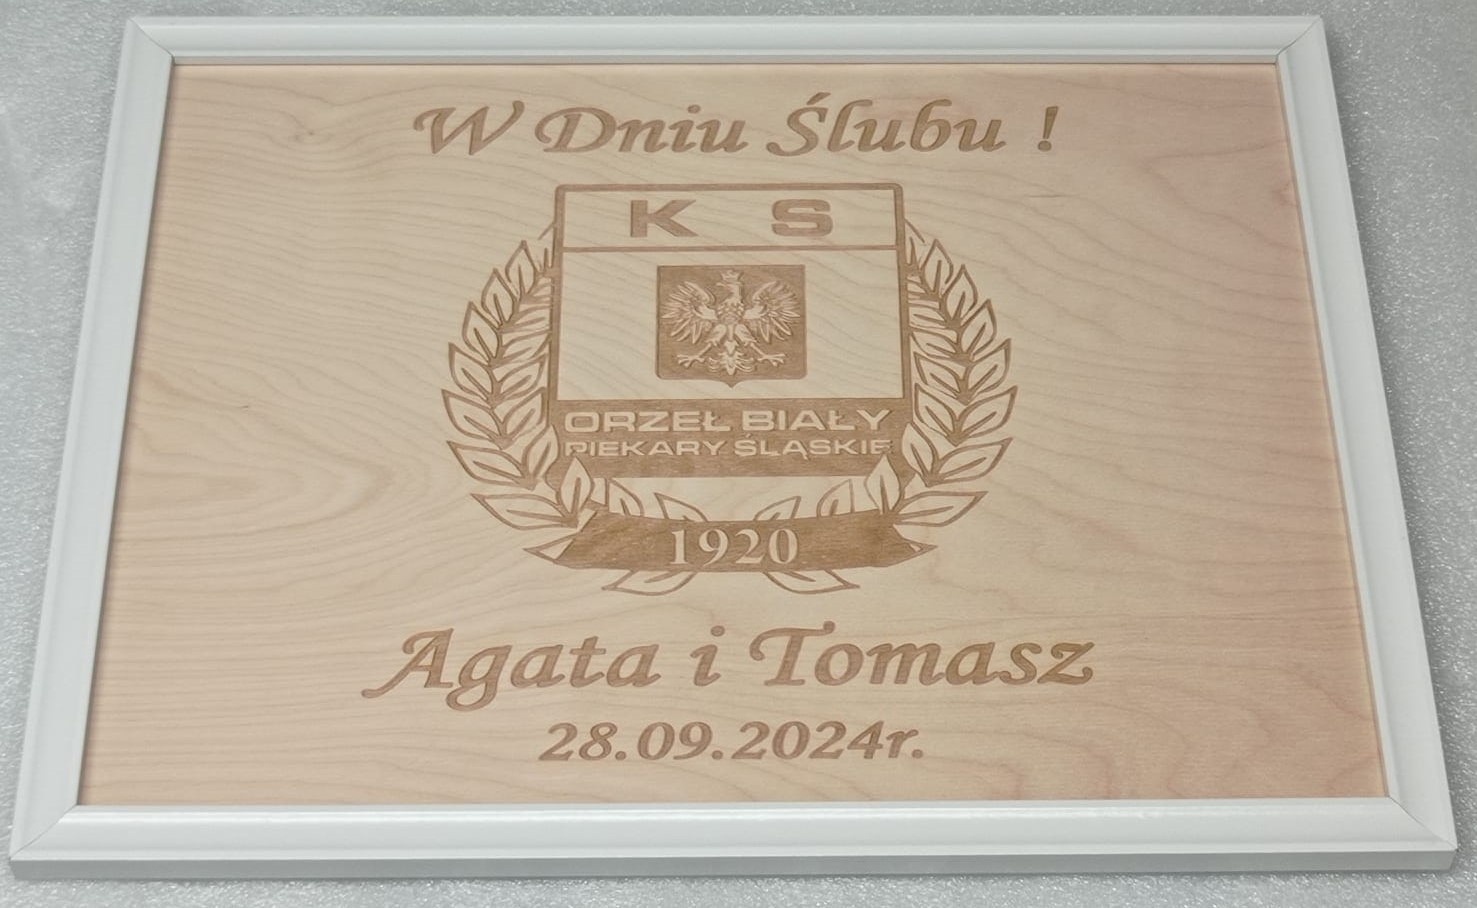 W Dniu Ślubu !
K S
ORZEŁ BIAŁY
PIEKARY ŚLĄSKIE
1920
Agata i Tomasz
28.09.2024r.